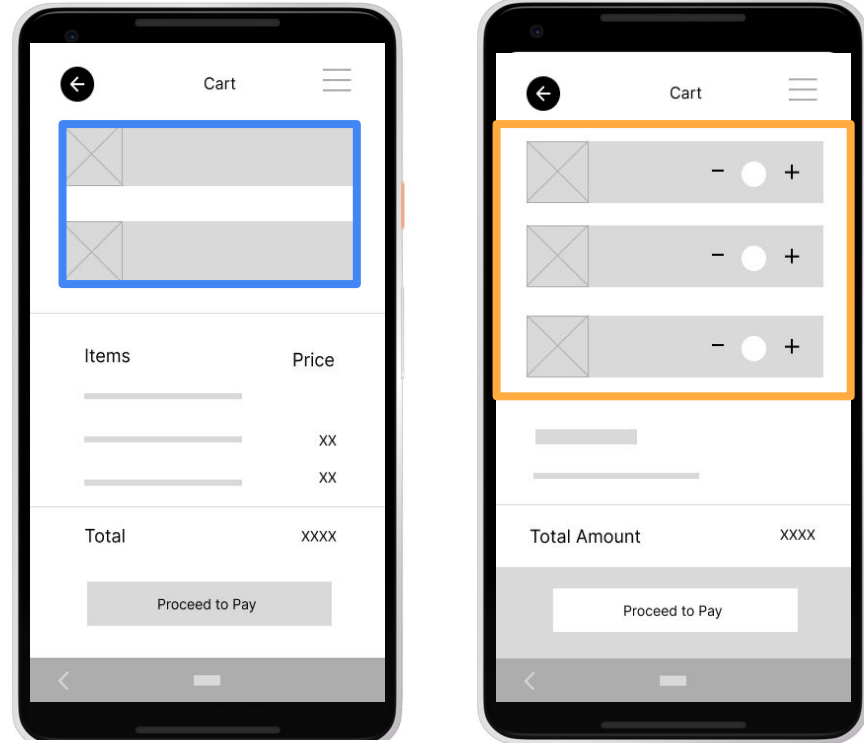 Cart
Items
Price
XX
XX
Total
XXXX
Proceed to Pay
Cart
- +
- +
- +
Total Amount
XXXX
Proceed to Pay